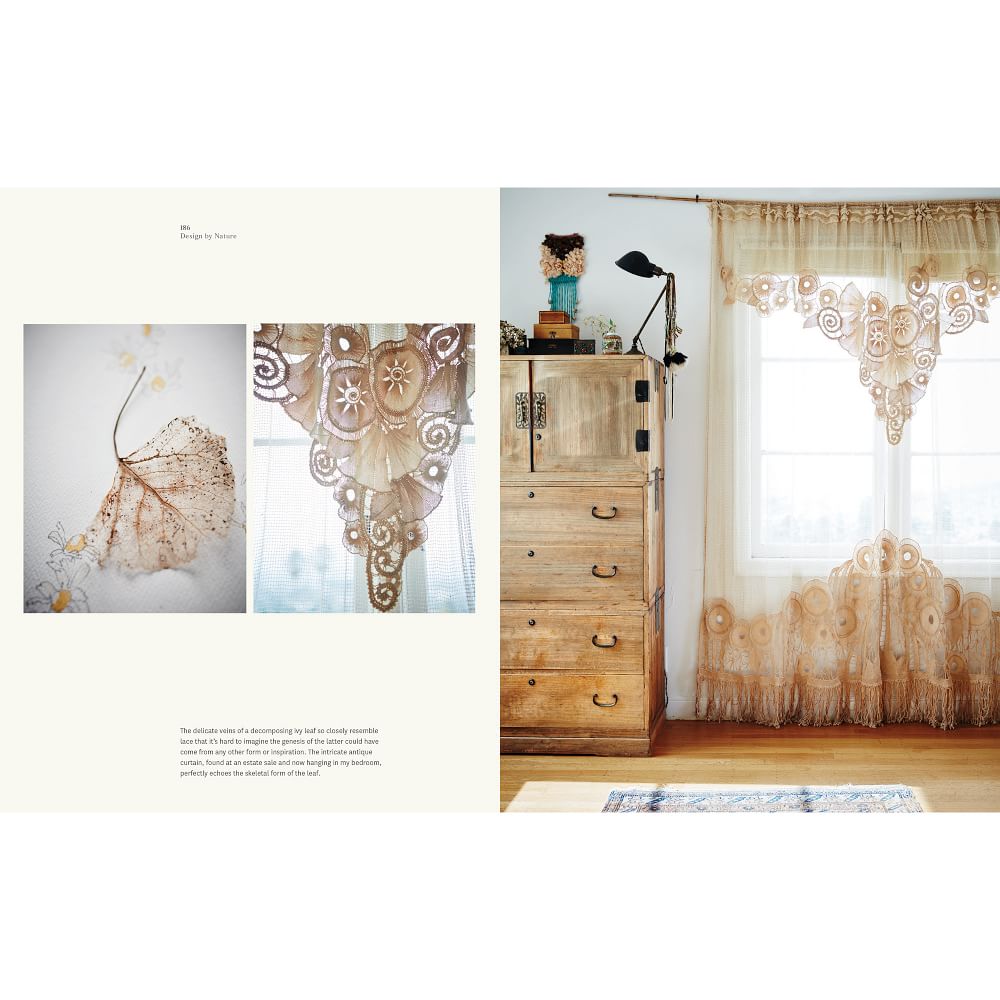 186
Design by Nature
The delicate veins of a decomposing ivy leaf so closely resemble
lace that it's hard to imagine the genesis of the latter could have
come from any other form or inspiration. The intricate antique
curtain, found at an estate sale and now hanging in my bedroom,
perfectly echoes the skeletal form of the leaf.